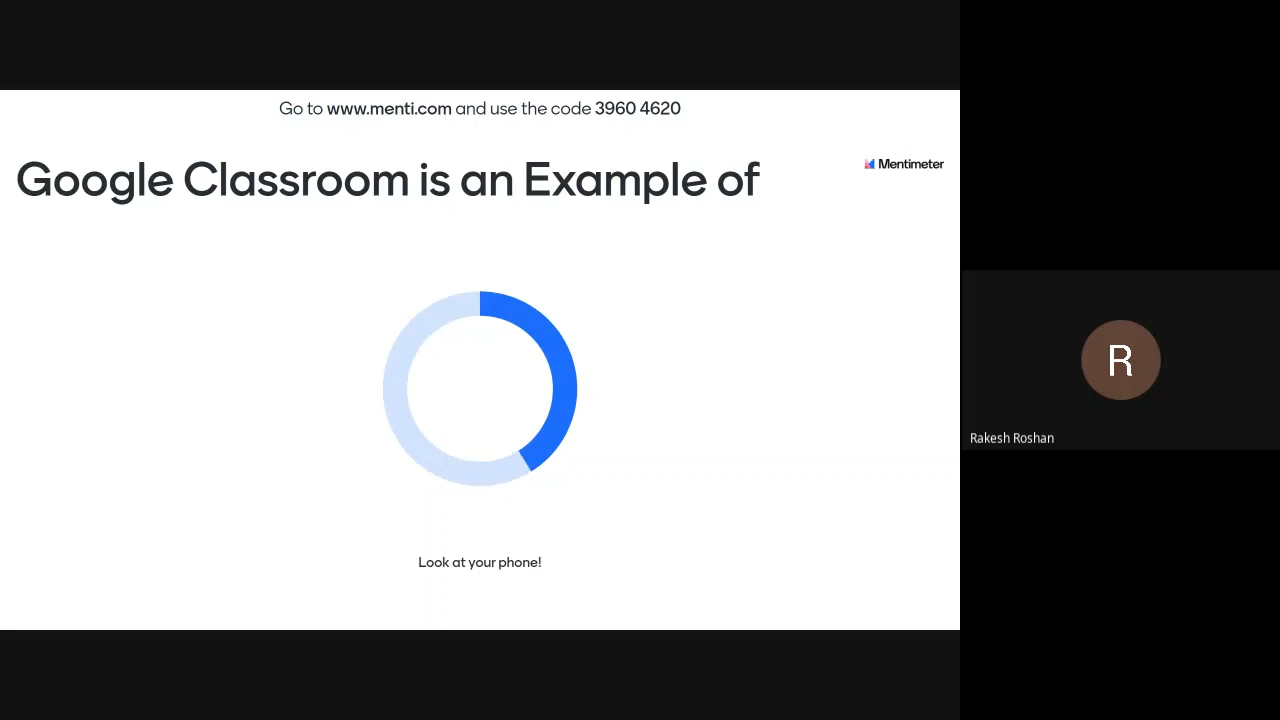 Go to www.menti.com and use the code 3960 4620
Google Classroom is an Example of
Mentimeter
Look at your phone!
R
Rakesh Roshan